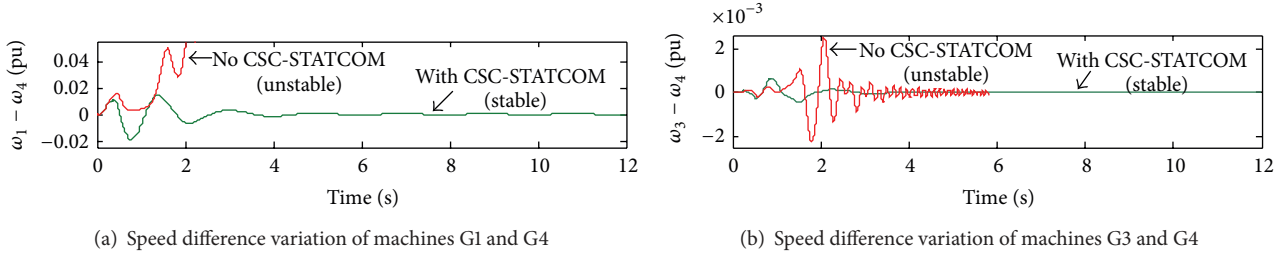 ω₁ − ω₄ (pu)
0.04
0.02
0
−0.02
No CSC-STATCOM
(unstable)
With CSC-STATCOM
(stable)
0 2 4 6 8 10 12
Time (s)
(a) Speed difference variation of machines G1 and G4
×10⁻³
ω₃ − ω₄ (pu)
2
0
−2
No CSC-STATCOM
(unstable)
With CSC-STATCOM
(stable)
0 2 4 6 8 10 12
Time (s)
(b) Speed difference variation of machines G3 and G4